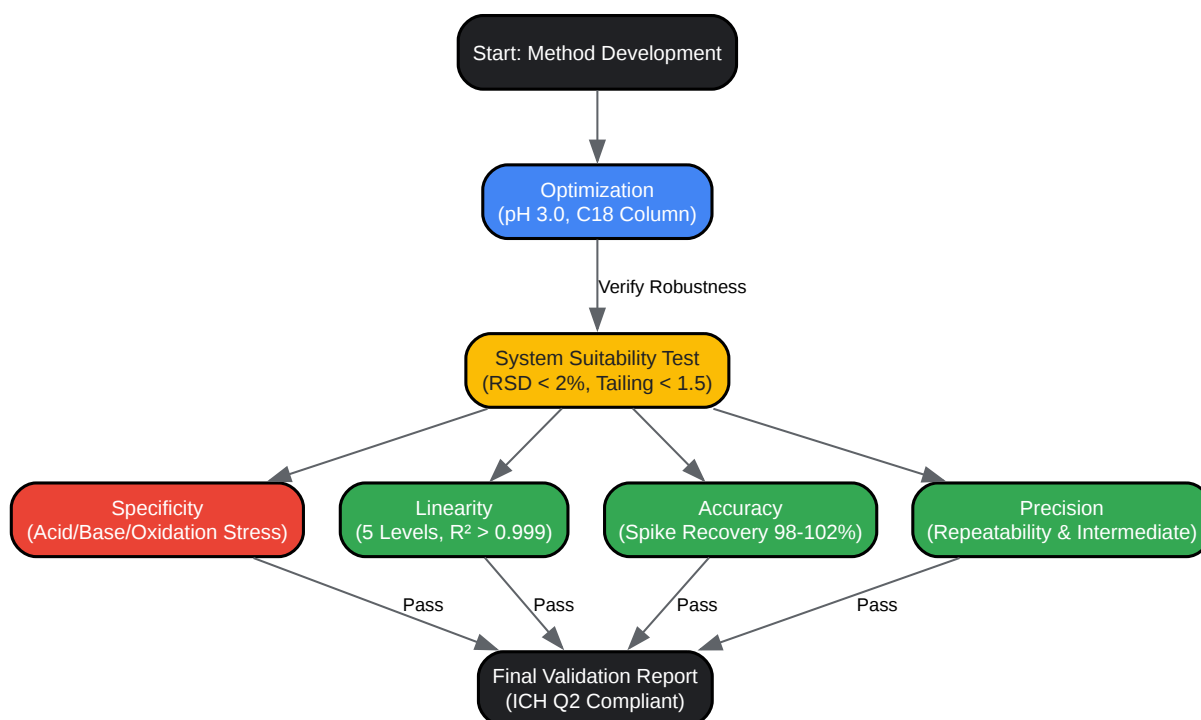 Start: Method Development
Optimization
(pH 3.0, C18 Column)
Verify Robustness
System Suitability Test
(RSD < 2%, Tailing < 1.5)
Specificity
(Acid/Base/Oxidation Stress)
Linearity
(5 Levels, R² > 0.999)
Accuracy
(Spike Recovery 98-102%)
Precision
(Repeatability & Intermediate)
Pass
Pass
Pass
Pass
Final Validation Report
(ICH Q2 Compliant)